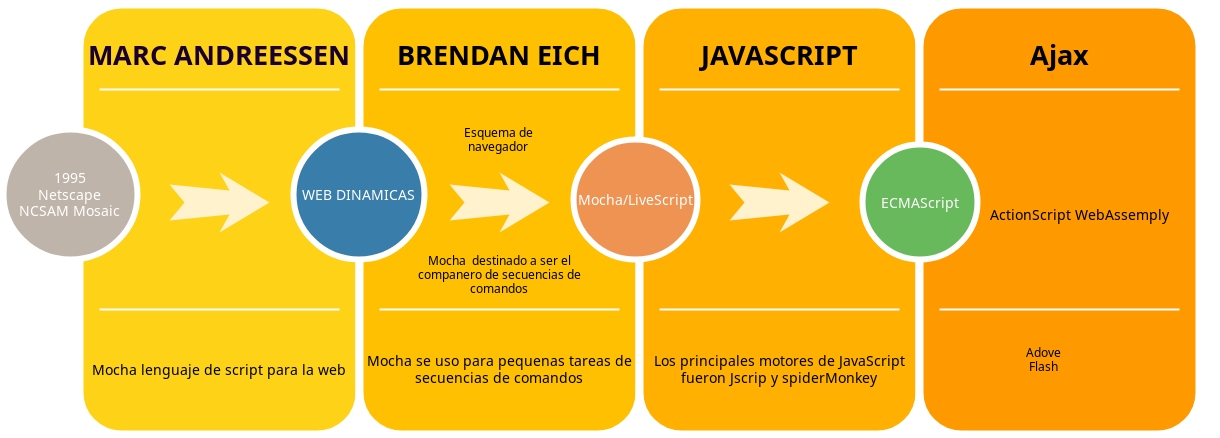 MARC ANDREESSEN
BRENDAN EICH
JAVASCRIPT
Ajax
1995
Netscape
NCSAM Mosaic
WEB DINAMICAS
Esquema de
navegador
Mocha destinado a ser el
companero de secuencias de
comandos
Mocha/LiveScript
ECMAScript
ActionScript WebAssemply
Mocha lenguaje de script para la web
Mocha se uso para pequenas tareas de
secuencias de comandos
Los principales motores de JavaScript
fueron Jscrip y spiderMonkey
Adove
Flash